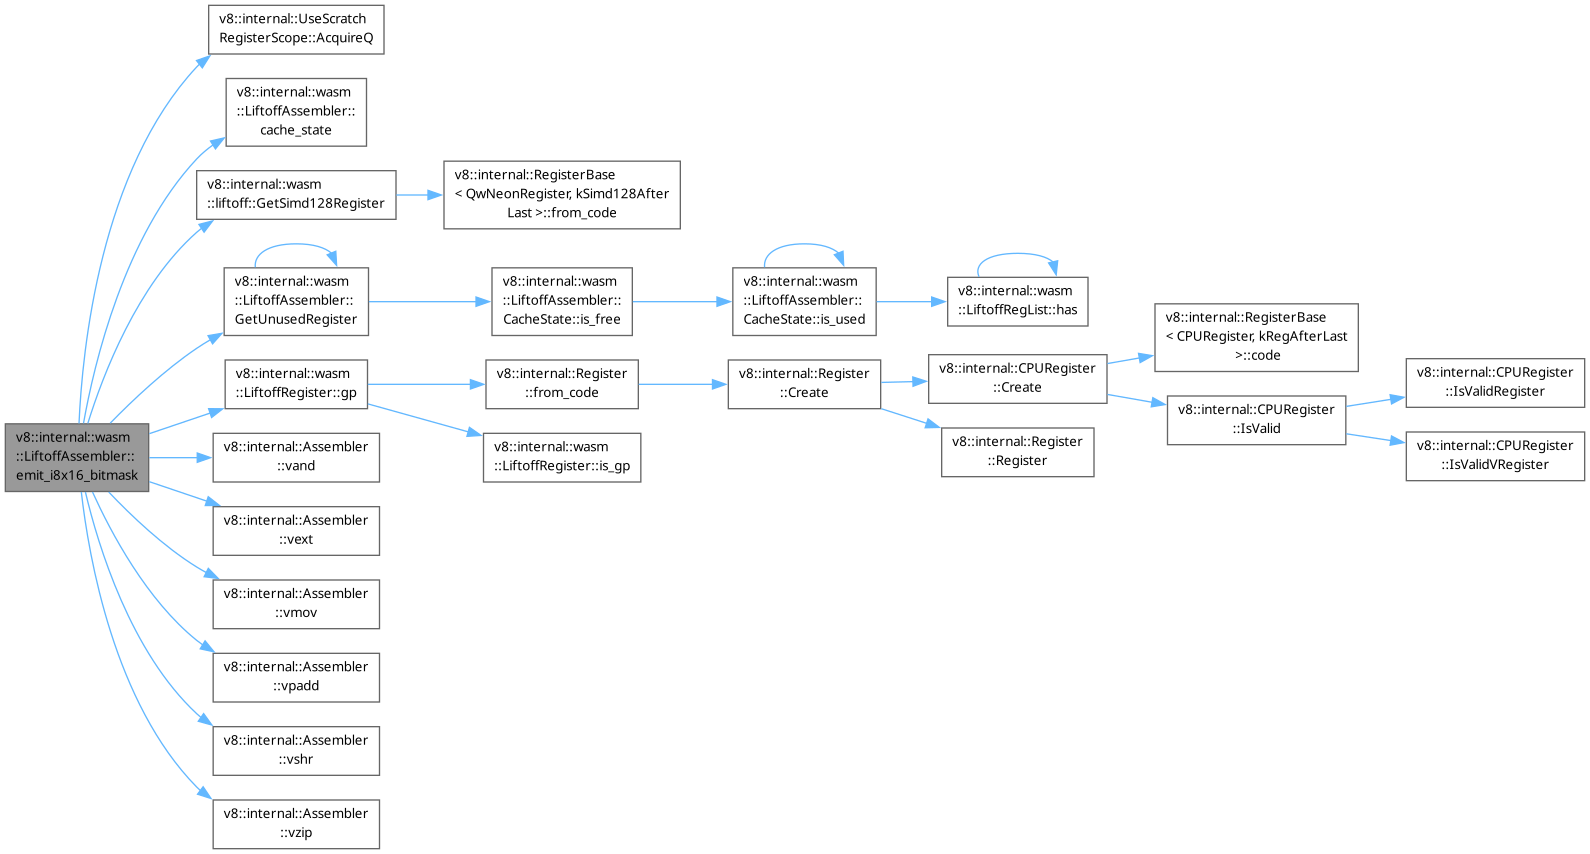 v8::internal::UseScratch
RegisterScope::AcquireQ
v8::internal::wasm
::LiftoffAssembler::
cache_state
v8::internal::wasm
::liftoff::GetSimd128Register
v8::internal::RegisterBase
< QwNeonRegister, kSimd128After
Last >::from_code
v8::internal::wasm
::LiftoffAssembler::
GetUnusedRegister
v8::internal::wasm
::LiftoffAssembler::
CacheState::is_free
v8::internal::wasm
::LiftoffAssembler::
CacheState::is_used
v8::internal::wasm
::LiftoffRegList::has
v8::internal::wasm
::LiftoffRegister::gp
v8::internal::Register
::from_code
v8::internal::Register
::Create
v8::internal::CPURegister
::Create
v8::internal::RegisterBase
< CPURegister, kRegAfterLast
>::code
v8::internal::CPURegister
::IsValid
v8::internal::CPURegister
::IsValidRegister
v8::internal::CPURegister
::IsValidVRegister
v8::internal::Register
::Register
v8::internal::wasm
::LiftoffRegister::is_gp
v8::internal::wasm
::LiftoffAssembler::
emit_i8x16_bitmask
v8::internal::Assembler
::vand
v8::internal::Assembler
::vext
v8::internal::Assembler
::vmov
v8::internal::Assembler
::vpadd
v8::internal::Assembler
::vshr
v8::internal::Assembler
::vzip